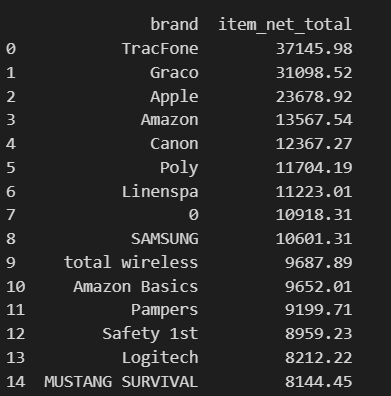 brand item_net_total
0 TracFone 37145.98
1 Graco 31098.52
2 Apple 23678.92
3 Amazon 13567.54
4 Canon 12367.27
5 Poly 11704.19
6 Linenspa 11223.01
7 0 10918.31
8 SAMSUNG 10601.31
9 total wireless 9687.89
10 Amazon Basics 9652.01
11 Pampers 9199.71
12 Safety 1st 8959.23
13 Logitech 8212.22
14 MUSTANG SURVIVAL 8144.45